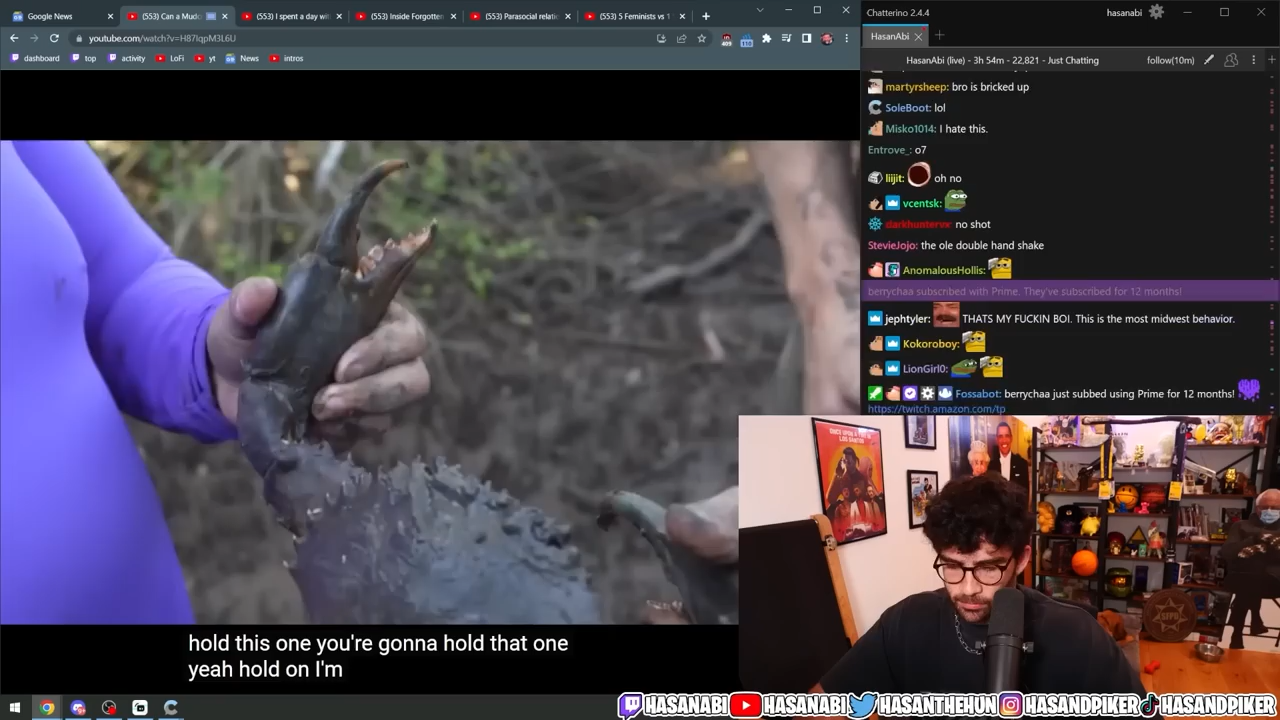 Google News
(553) Can a Mudc
(553) I spent a day wit
(553) Inside Forgotten
(553) Parasocial relatio
(553) 5 Feminists vs 1
youtube.com/watch?v=H87lqpM3L6U
dashboard
top
activity
LoFi
yt
News
intros
hold this one you're gonna hold that one
yeah hold on I'm
Chatterino 2.4.4
hasanabi
HasanAbi
HasanAbi (live) - 3h 54m - 22,821 - Just Chatting
follow(10m)
martyrsheep: bro is bricked up
SoleBoot: lol
Misko1014: I hate this.
Entrove_: o7
liijit: oh no
vcentsk:
darkhuntervx: no shot
StevieJojo: the ole double hand shake
AnomalousHollis:
berrychaa subscribed with Prime. They've subscribed for 12 months!
jephtyler: THATS MY FUCKIN BOI. This is the most midwest behavior.
Kokoroboy:
LionGirl0:
Fossabot: berrychaa just subbed using Prime for 12 months!
https://twitch.amazon.com/tp
HASANABI
HASANABI
HASANTHEHUN
HASANDPIKER
HASANDPIKER